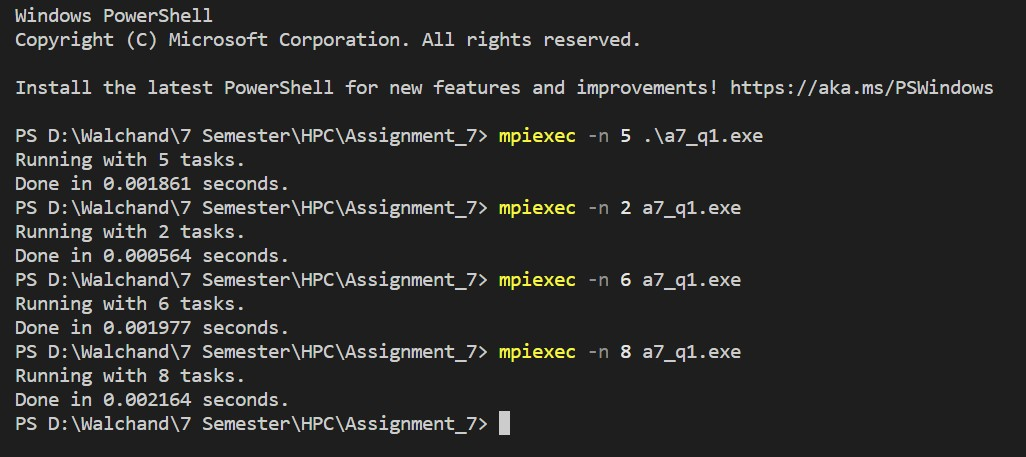 Windows PowerShell
Copyright (C) Microsoft Corporation. All rights reserved.
Install the latest PowerShell for new features and improvements! https://aka.ms/PSWindows
PS D:\Walchand\7 Semester\HPC\Assignment_7> mpiexec -n 5 .\a7_q1.exe
Running with 5 tasks.
Done in 0.001861 seconds.
PS D:\Walchand\7 Semester\HPC\Assignment_7> mpiexec -n 2 a7_q1.exe
Running with 2 tasks.
Done in 0.000564 seconds.
PS D:\Walchand\7 Semester\HPC\Assignment_7> mpiexec -n 6 a7_q1.exe
Running with 6 tasks.
Done in 0.001977 seconds.
PS D:\Walchand\7 Semester\HPC\Assignment_7> mpiexec -n 8 a7_q1.exe
Running with 8 tasks.
Done in 0.002164 seconds.
PS D:\Walchand\7 Semester\HPC\Assignment_7>